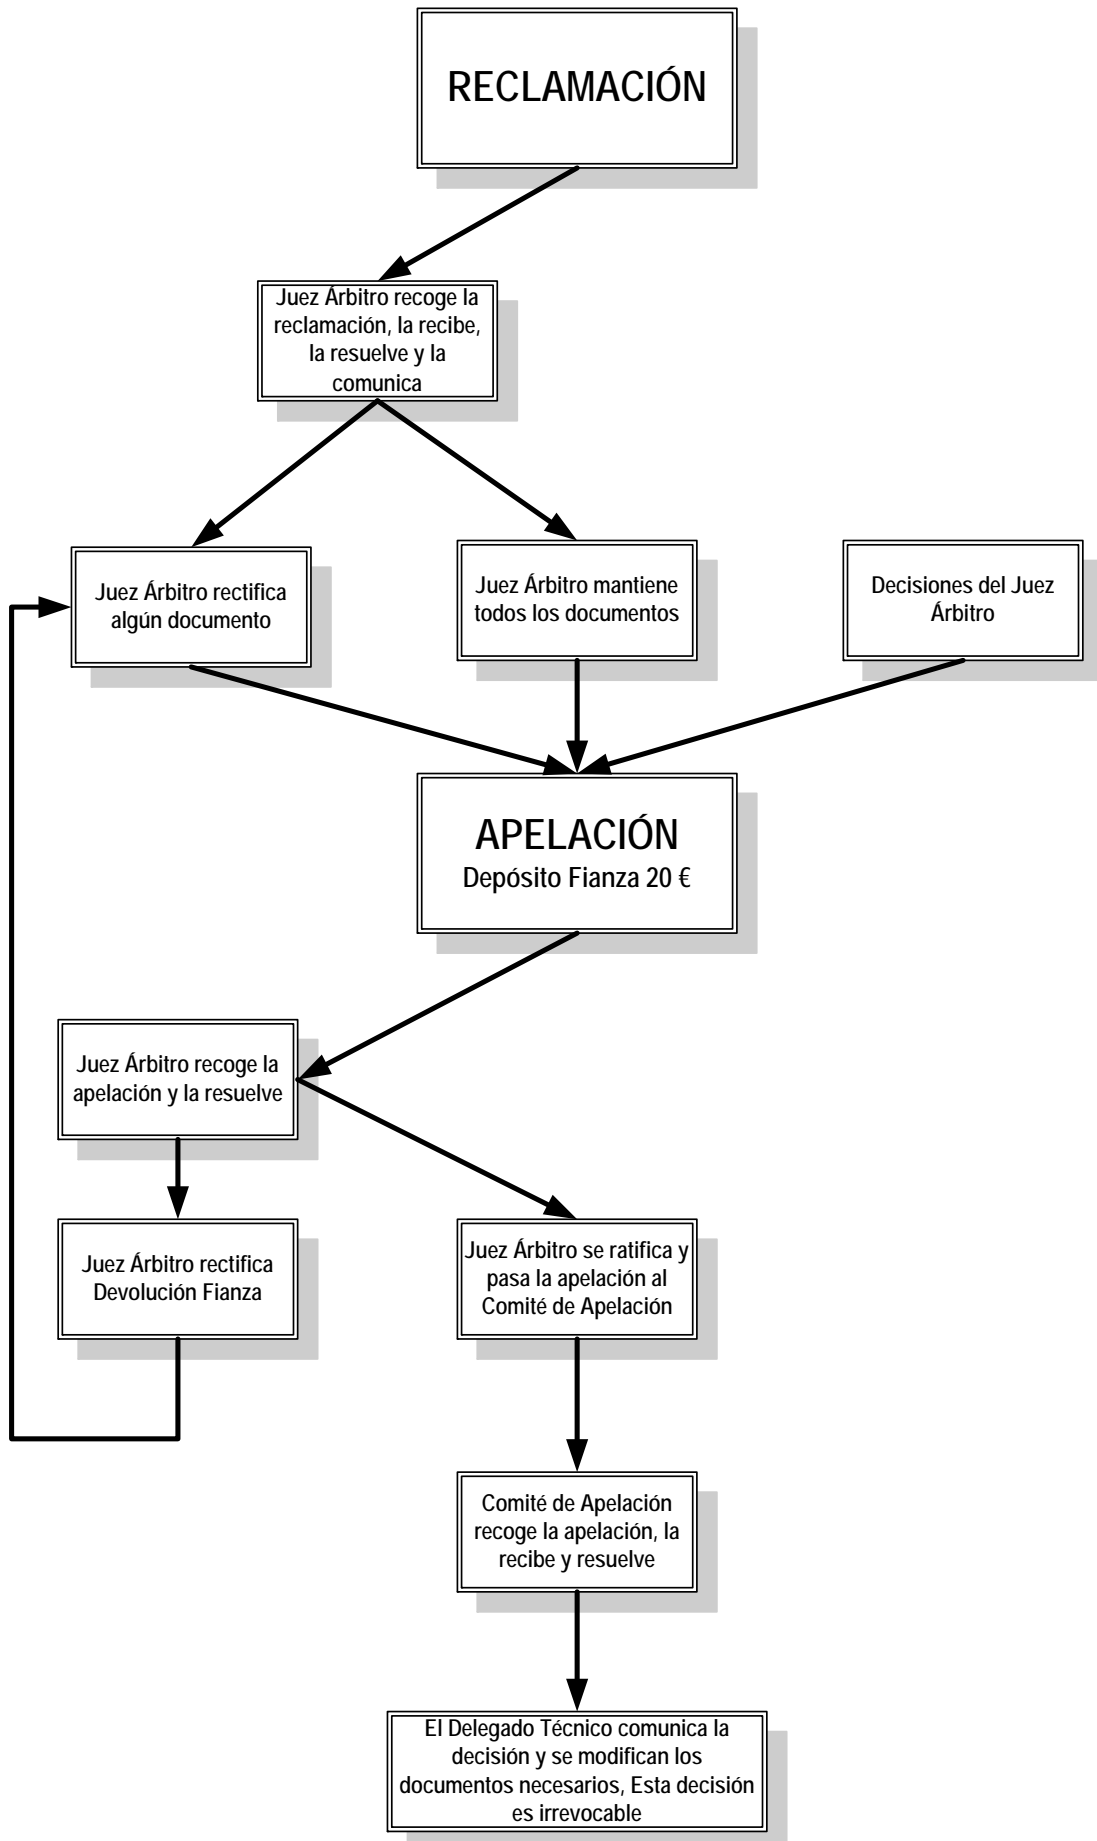 RECLAMACIÓN
Juez Árbitro recoge la
reclamación, la recibe,
la resuelve y la
comunica
Juez Árbitro rectifica
algún documento
Juez Árbitro mantiene
todos los documentos
Decisiones del Juez
Árbitro
APELACIÓN
Depósito Fianza 20 €
Juez Árbitro recoge la
apelación y la resuelve
Juez Árbitro rectifica
Devolución Fianza
Juez Árbitro se ratifica y
pasa la apelación al
Comité de Apelación
Comité de Apelación
recoge la apelación, la
recibe y resuelve
El Delegado Técnico comunica la
decisión y se modifican los
documentos necesarios, Esta decisión
es irrevocable